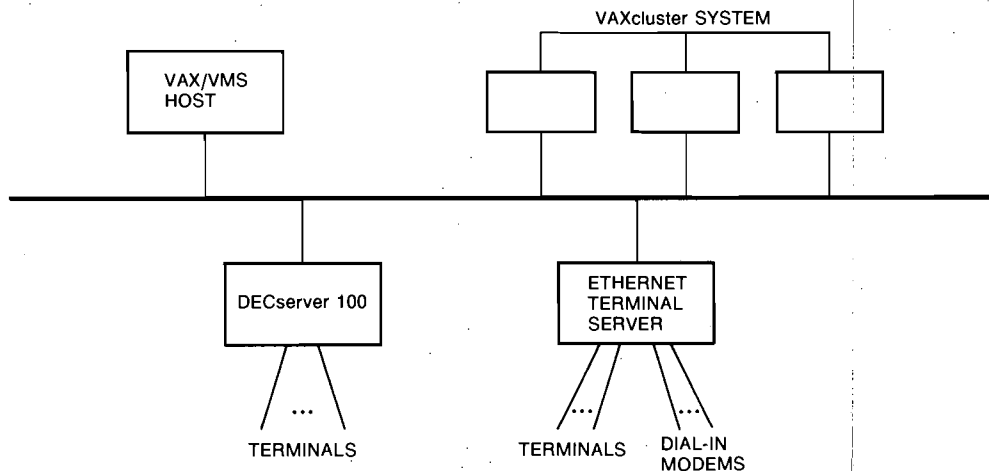 VAXcluster SYSTEM
VAX/VMS
HOST
DECserver 100
ETHERNET
TERMINAL
SERVER
...
...
...
TERMINALS
TERMINALS
DIAL-IN
MODEMS